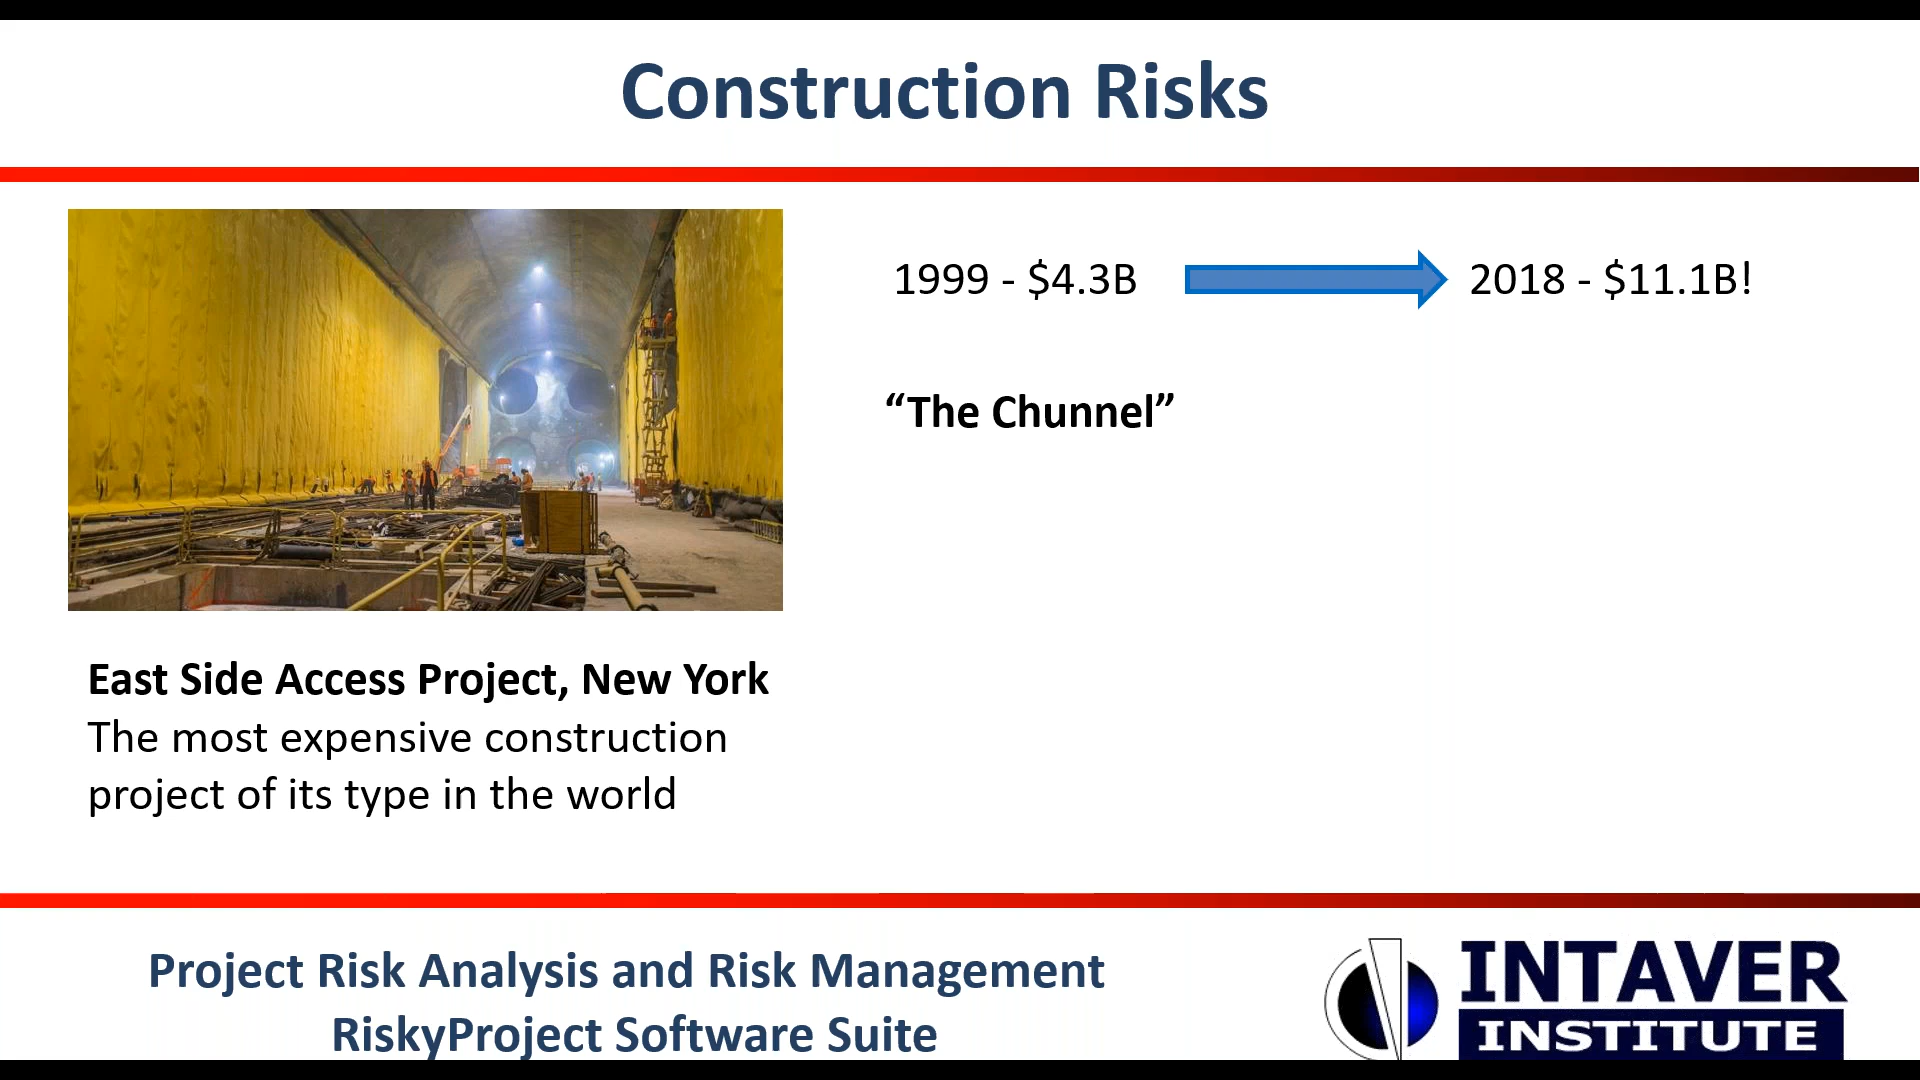 Construction Risks
1999 - $4.3B
2018 - $11.1B!
“The Chunnel”
East Side Access Project, New York
The most expensive construction
project of its type in the world
Project Risk Analysis and Risk Management
RiskyProject Software Suite
INTAVER
INSTITUTE